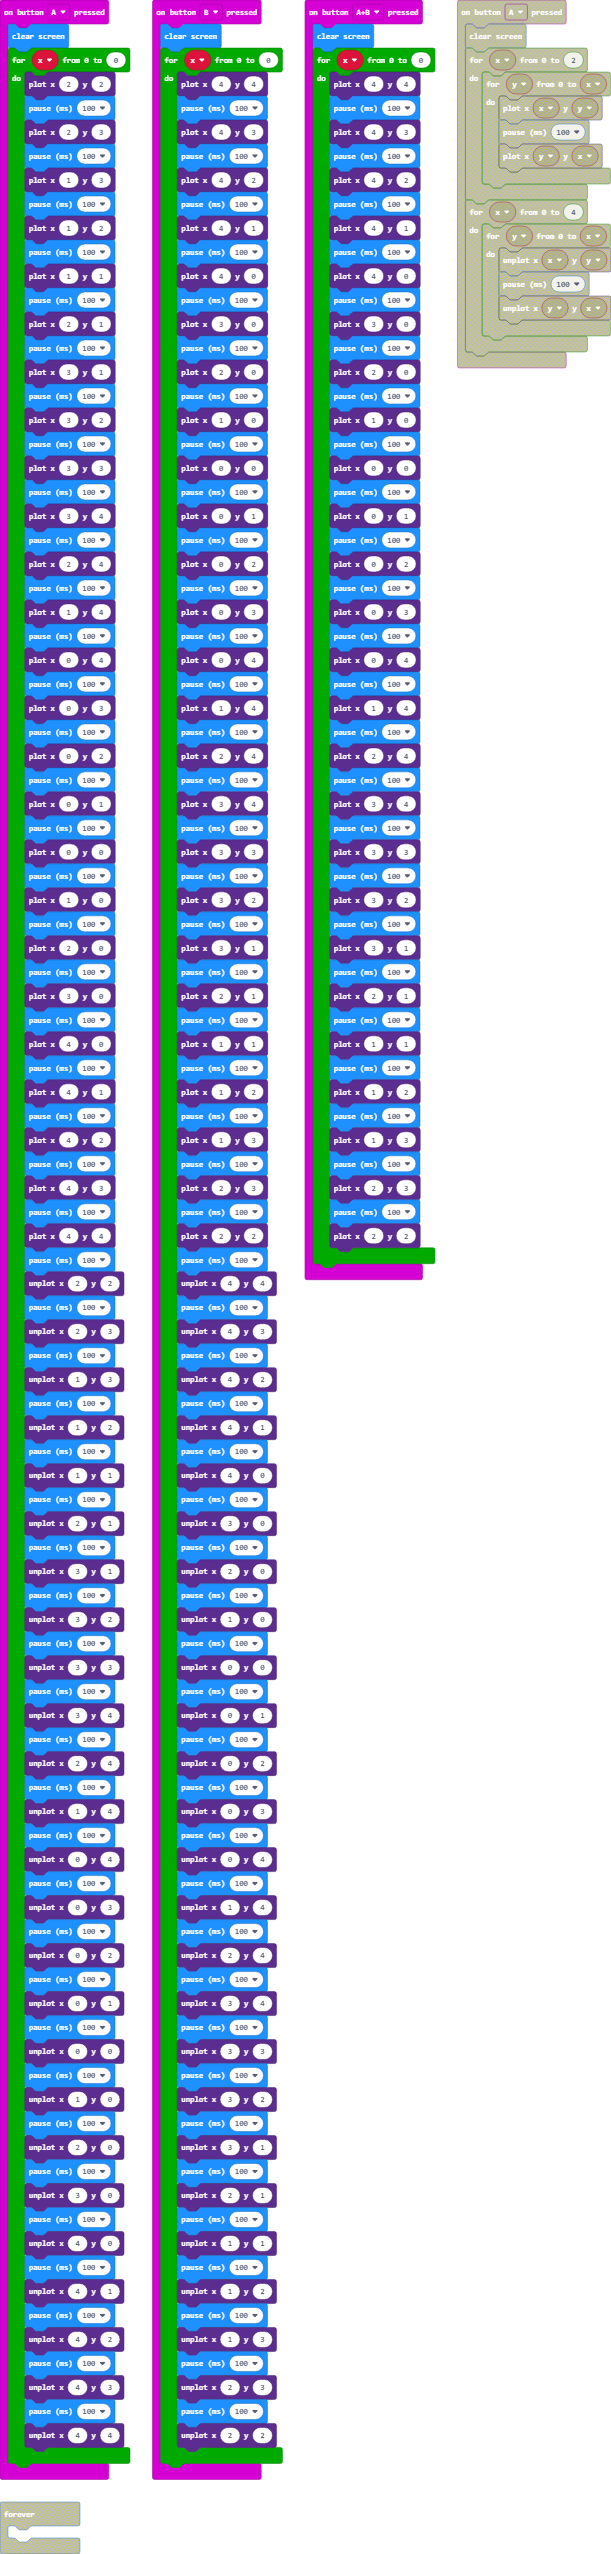 on button A pressed
clear screen
for x from 0 to 0
do
plot x 2 y 2
pause (ms) 100
plot x 2 y 3
pause (ms) 100
plot x 1 y 3
pause (ms) 100
plot x 1 y 2
pause (ms) 100
plot x 1 y 1
pause (ms) 100
plot x 2 y 1
pause (ms) 100
plot x 3 y 1
pause (ms) 100
plot x 3 y 2
pause (ms) 100
plot x 3 y 3
pause (ms) 100
plot x 3 y 4
pause (ms) 100
plot x 2 y 4
pause (ms) 100
plot x 1 y 4
pause (ms) 100
plot x 0 y 4
pause (ms) 100
plot x 0 y 3
pause (ms) 100
plot x 0 y 2
pause (ms) 100
plot x 0 y 1
pause (ms) 100
plot x 0 y 0
pause (ms) 100
plot x 1 y 0
pause (ms) 100
plot x 2 y 0
pause (ms) 100
plot x 3 y 0
pause (ms) 100
plot x 4 y 0
pause (ms) 100
plot x 4 y 1
pause (ms) 100
plot x 4 y 2
pause (ms) 100
plot x 4 y 3
pause (ms) 100
plot x 4 y 4
pause (ms) 100
unplot x 2 y 2
pause (ms) 100
unplot x 2 y 3
pause (ms) 100
unplot x 1 y 3
pause (ms) 100
unplot x 1 y 2
pause (ms) 100
unplot x 1 y 1
pause (ms) 100
unplot x 2 y 1
pause (ms) 100
unplot x 3 y 1
pause (ms) 100
unplot x 3 y 2
pause (ms) 100
unplot x 3 y 3
pause (ms) 100
unplot x 3 y 4
pause (ms) 100
unplot x 2 y 4
pause (ms) 100
unplot x 1 y 4
pause (ms) 100
unplot x 0 y 4
pause (ms) 100
unplot x 0 y 3
pause (ms) 100
unplot x 0 y 2
pause (ms) 100
unplot x 0 y 1
pause (ms) 100
unplot x 0 y 0
pause (ms) 100
unplot x 1 y 0
pause (ms) 100
unplot x 2 y 0
pause (ms) 100
unplot x 3 y 0
pause (ms) 100
unplot x 4 y 0
pause (ms) 100
unplot x 4 y 1
pause (ms) 100
unplot x 4 y 2
pause (ms) 100
unplot x 4 y 3
pause (ms) 100
unplot x 4 y 4
on button B pressed
clear screen
for x from 0 to 0
do
plot x 4 y 4
pause (ms) 100
plot x 4 y 3
pause (ms) 100
plot x 4 y 2
pause (ms) 100
plot x 4 y 1
pause (ms) 100
plot x 4 y 0
pause (ms) 100
plot x 3 y 0
pause (ms) 100
plot x 2 y 0
pause (ms) 100
plot x 1 y 0
pause (ms) 100
plot x 0 y 0
pause (ms) 100
plot x 0 y 1
pause (ms) 100
plot x 0 y 2
pause (ms) 100
plot x 0 y 3
pause (ms) 100
plot x 0 y 4
pause (ms) 100
plot x 1 y 4
pause (ms) 100
plot x 2 y 4
pause (ms) 100
plot x 3 y 4
pause (ms) 100
plot x 3 y 3
pause (ms) 100
plot x 3 y 2
pause (ms) 100
plot x 3 y 1
pause (ms) 100
plot x 2 y 1
pause (ms) 100
plot x 1 y 1
pause (ms) 100
plot x 1 y 2
pause (ms) 100
plot x 1 y 3
pause (ms) 100
plot x 2 y 3
pause (ms) 100
plot x 2 y 2
pause (ms) 100
unplot x 4 y 4
pause (ms) 100
unplot x 4 y 3
pause (ms) 100
unplot x 4 y 2
pause (ms) 100
unplot x 4 y 1
pause (ms) 100
unplot x 4 y 0
pause (ms) 100
unplot x 3 y 0
pause (ms) 100
unplot x 2 y 0
pause (ms) 100
unplot x 1 y 0
pause (ms) 100
unplot x 0 y 0
pause (ms) 100
unplot x 0 y 1
pause (ms) 100
unplot x 0 y 2
pause (ms) 100
unplot x 0 y 3
pause (ms) 100
unplot x 0 y 4
pause (ms) 100
unplot x 1 y 4
pause (ms) 100
unplot x 2 y 4
pause (ms) 100
unplot x 3 y 4
pause (ms) 100
unplot x 3 y 3
pause (ms) 100
unplot x 3 y 2
pause (ms) 100
unplot x 3 y 1
pause (ms) 100
unplot x 2 y 1
pause (ms) 100
unplot x 1 y 1
pause (ms) 100
unplot x 1 y 2
pause (ms) 100
unplot x 1 y 3
pause (ms) 100
unplot x 2 y 3
pause (ms) 100
unplot x 2 y 2
on button A+B pressed
clear screen
for x from 0 to 0
do
plot x 4 y 4
pause (ms) 100
plot x 4 y 3
pause (ms) 100
plot x 4 y 2
pause (ms) 100
plot x 4 y 1
pause (ms) 100
plot x 4 y 0
pause (ms) 100
plot x 3 y 0
pause (ms) 100
plot x 2 y 0
pause (ms) 100
plot x 1 y 0
pause (ms) 100
plot x 0 y 0
pause (ms) 100
plot x 0 y 1
pause (ms) 100
plot x 0 y 2
pause (ms) 100
plot x 0 y 3
pause (ms) 100
plot x 0 y 4
pause (ms) 100
plot x 1 y 4
pause (ms) 100
plot x 2 y 4
pause (ms) 100
plot x 3 y 4
pause (ms) 100
plot x 3 y 3
pause (ms) 100
plot x 3 y 2
pause (ms) 100
plot x 3 y 1
pause (ms) 100
plot x 2 y 1
pause (ms) 100
plot x 1 y 1
pause (ms) 100
plot x 1 y 2
pause (ms) 100
plot x 1 y 3
pause (ms) 100
plot x 2 y 3
pause (ms) 100
plot x 2 y 2
on button A pressed
clear screen
for x from 0 to 2
do
for y from 0 to x
do
plot x x y y
pause (ms) 100
plot x y y x
for x from 0 to 4
do
for y from 0 to x
do
unplot x x y y
pause (ms) 100
unplot x y y x
forever